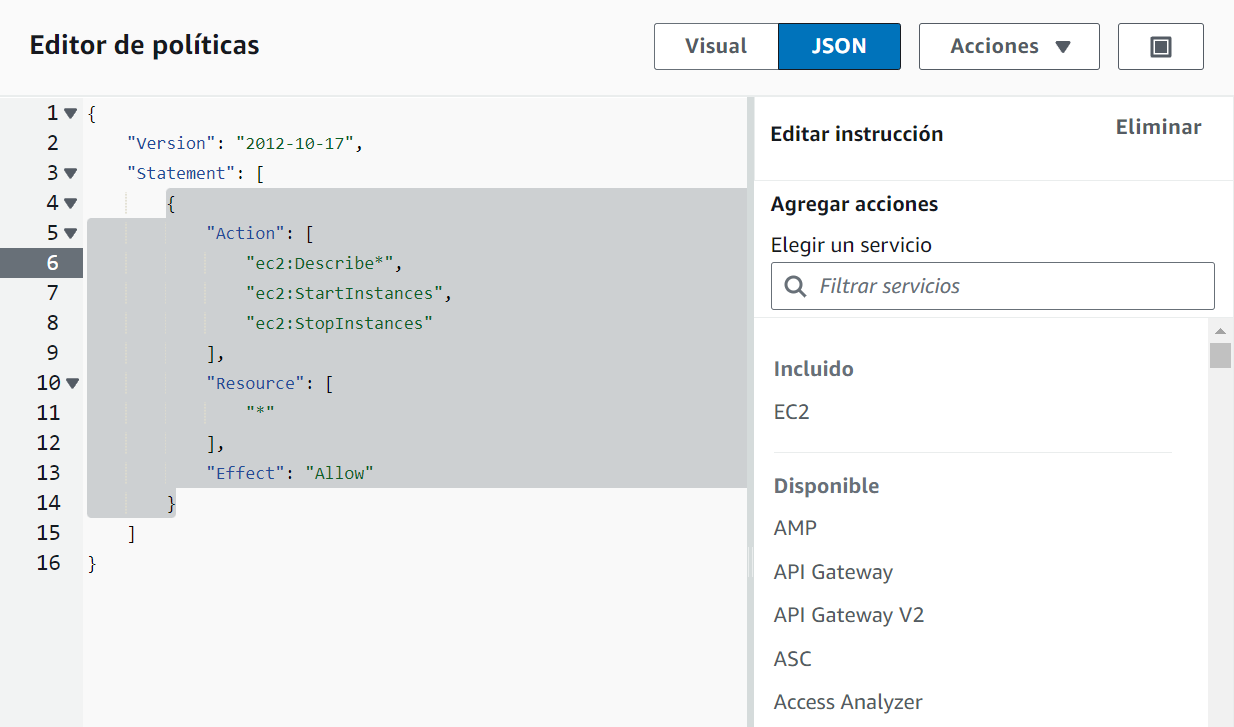 Editor de políticas
Visual
JSON
Acciones
1 {
2 "Version": "2012-10-17",
3 "Statement": [
4 {
5 "Action": [
6 "ec2:Describe*",
7 "ec2:StartInstances",
8 "ec2:StopInstances"
9 ],
10 "Resource": [
11 "*"
12 ],
13 "Effect": "Allow"
14 }
15 ]
16 }
Editar instrucción
Eliminar
Agregar acciones
Elegir un servicio
Filtrar servicios
Incluido
EC2
Disponible
AMP
API Gateway
API Gateway V2
ASC
Access Analyzer